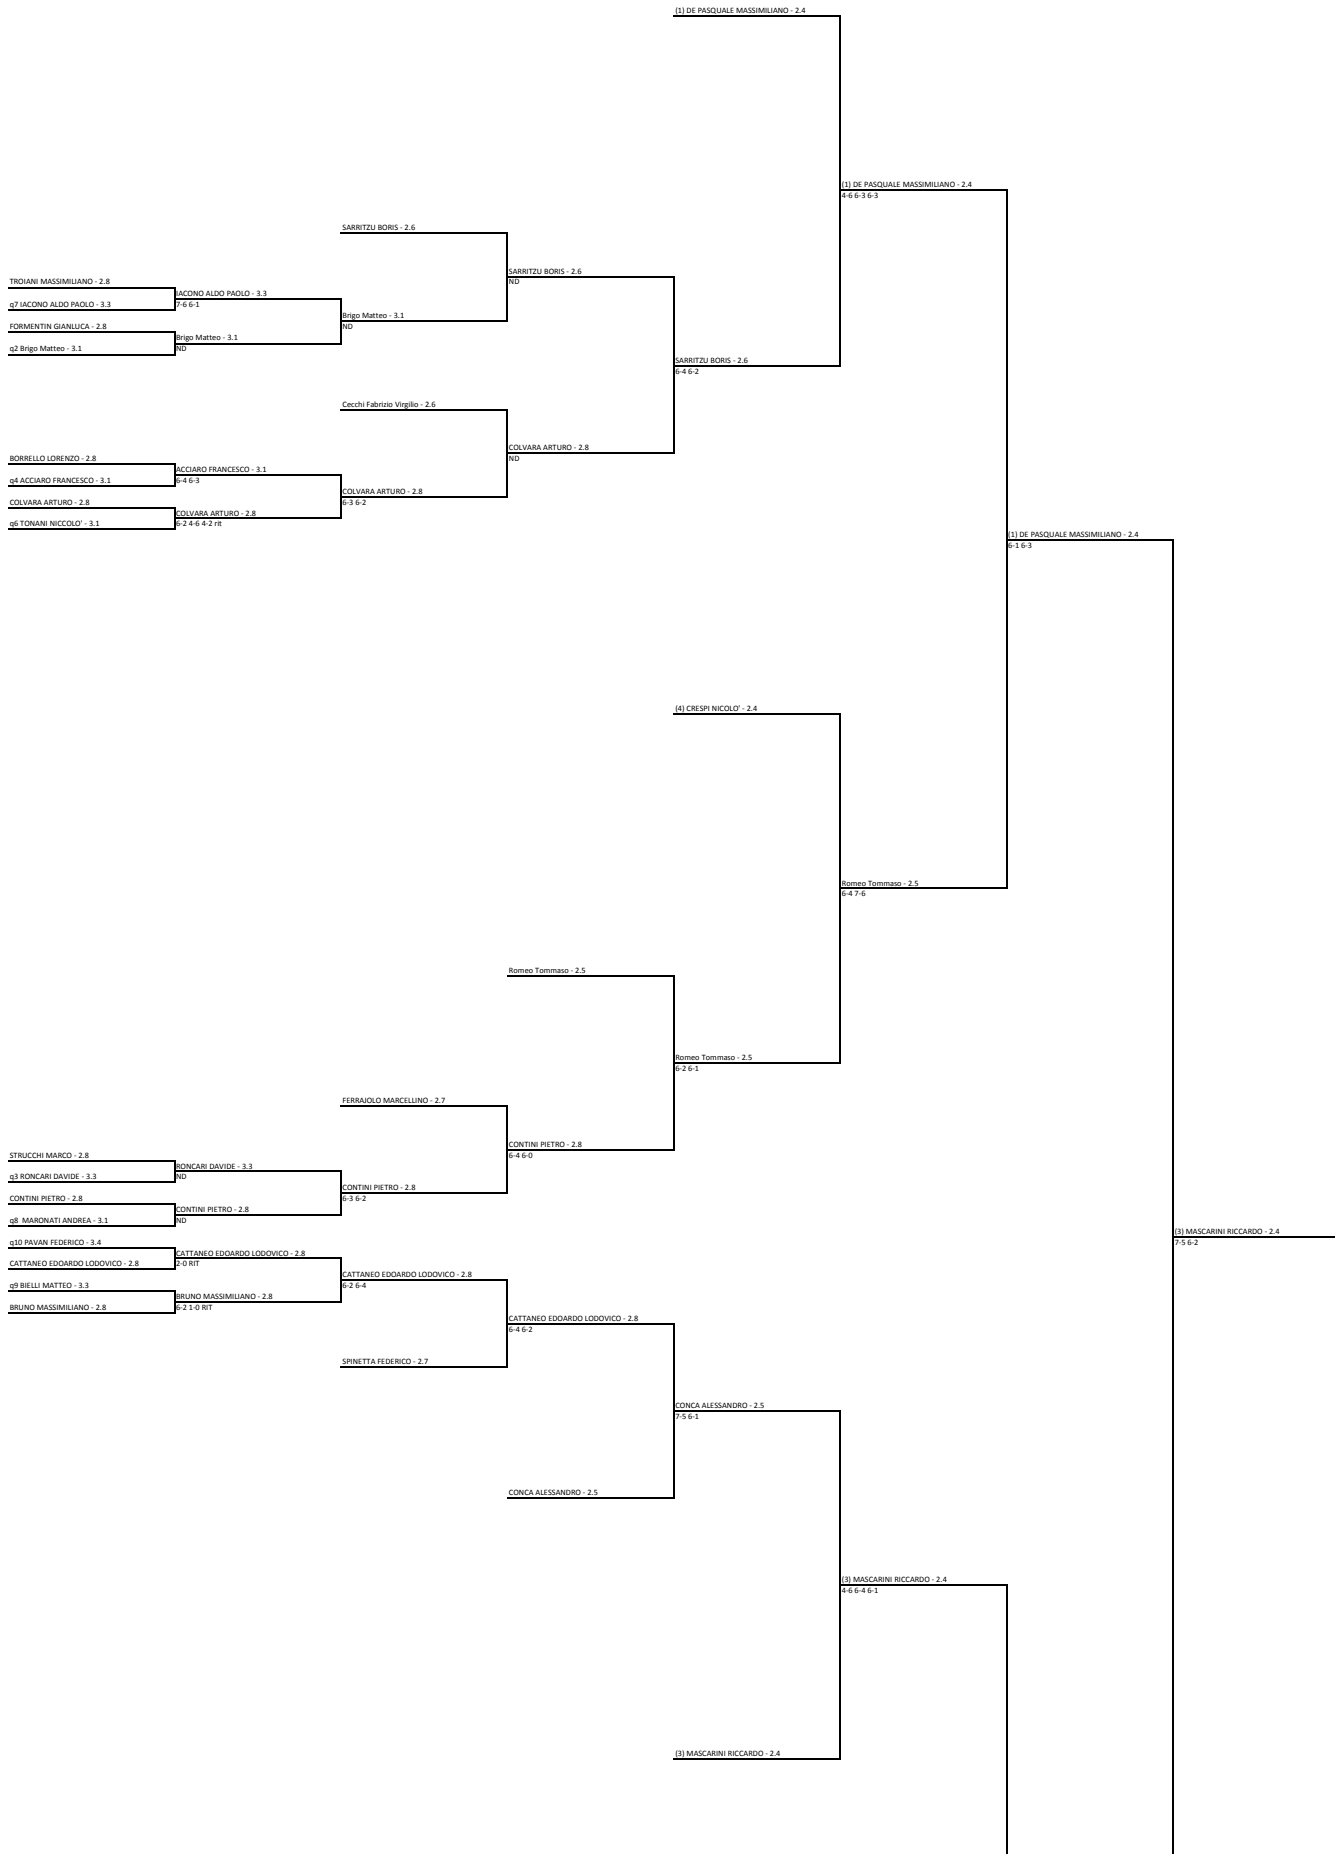 (1) DE PASQUALE MASSIMILIANO - 2.4
(1) DE PASQUALE MASSIMILIANO - 2.4
4-6 6-3 6-3
SARRITZU BORIS - 2.6
SARRITZU BORIS - 2.6
ND
TROIANI MASSIMILIANO - 2.8
IACONO ALDO PAOLO - 3.3
7-6 6-1
q7 IACONO ALDO PAOLO - 3.3
Brigo Matteo - 3.1
ND
FORMENTIN GIANLUCA - 2.8
Brigo Matteo - 3.1
ND
q2 Brigo Matteo - 3.1
SARRITZU BORIS - 2.6
6-4 6-2
Cecchi Fabrizio Virgilio - 2.6
COLVARA ARTURO - 2.8
ND
BORRELLO LORENZO - 2.8
ACCIARO FRANCESCO - 3.1
6-4 6-3
q4 ACCIARO FRANCESCO - 3.1
COLVARA ARTURO - 2.8
6-3 6-2
COLVARA ARTURO - 2.8
COLVARA ARTURO - 2.8
6-2 4-6 4-2 rit
q6 TONANI NICCOLO' - 3.1
(1) DE PASQUALE MASSIMILIANO - 2.4
6-1 6-3
(4) CRESPI NICOLO' - 2.4
Romeo Tommaso - 2.5
6-4 7-6
Romeo Tommaso - 2.5
Romeo Tommaso - 2.5
6-2 6-1
FERRAJOLO MARCELLINO - 2.7
CONTINI PIETRO - 2.8
6-4 6-0
STRUCCHI MARCO - 2.8
RONCARI DAVIDE - 3.3
ND
q3 RONCARI DAVIDE - 3.3
CONTINI PIETRO - 2.8
6-3 6-2
CONTINI PIETRO - 2.8
CONTINI PIETRO - 2.8
ND
q8  MARONATI ANDREA - 3.1
(3) MASCARINI RICCARDO - 2.4
7-5 6-2
q10 PAVAN FEDERICO - 3.4
CATTANEO EDOARDO LODOVICO - 2.8
2-0 RIT
CATTANEO EDOARDO LODOVICO - 2.8
CATTANEO EDOARDO LODOVICO - 2.8
6-2 6-4
q9 BIELLI MATTEO - 3.3
BRUNO MASSIMILIANO - 2.8
6-2 1-0 RIT
BRUNO MASSIMILIANO - 2.8
CATTANEO EDOARDO LODOVICO - 2.8
6-4 6-2
SPINETTA FEDERICO - 2.7
CONCA ALESSANDRO - 2.5
7-5 6-1
CONCA ALESSANDRO - 2.5
(3) MASCARINI RICCARDO - 2.4
4-6 6-4 6-1
(3) MASCARINI RICCARDO - 2.4